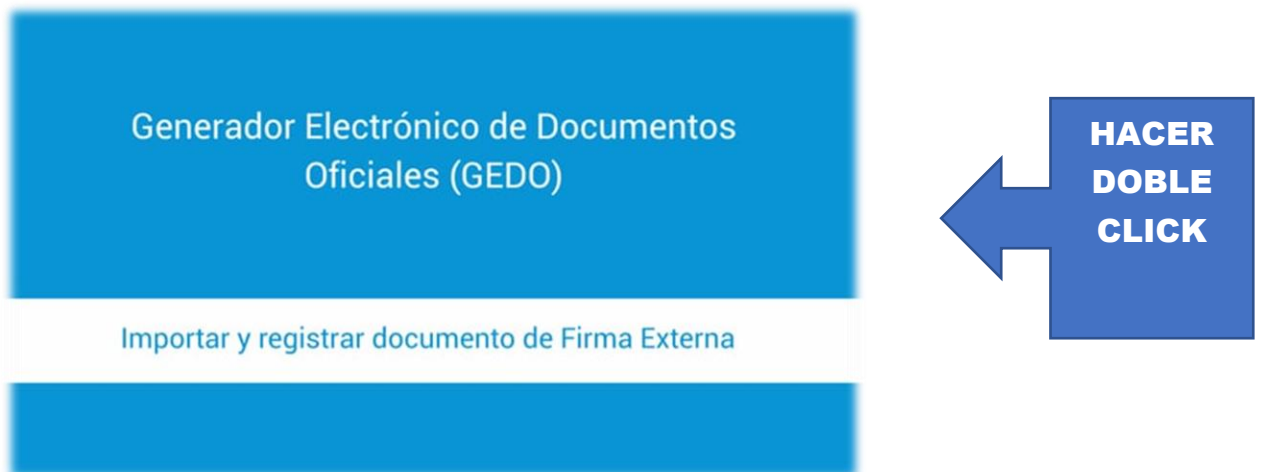 Generador Electrónico de Documentos
Oficiales (GEDO)
Importar y registrar documento de Firma Externa
HACER
DOBLE
CLICK